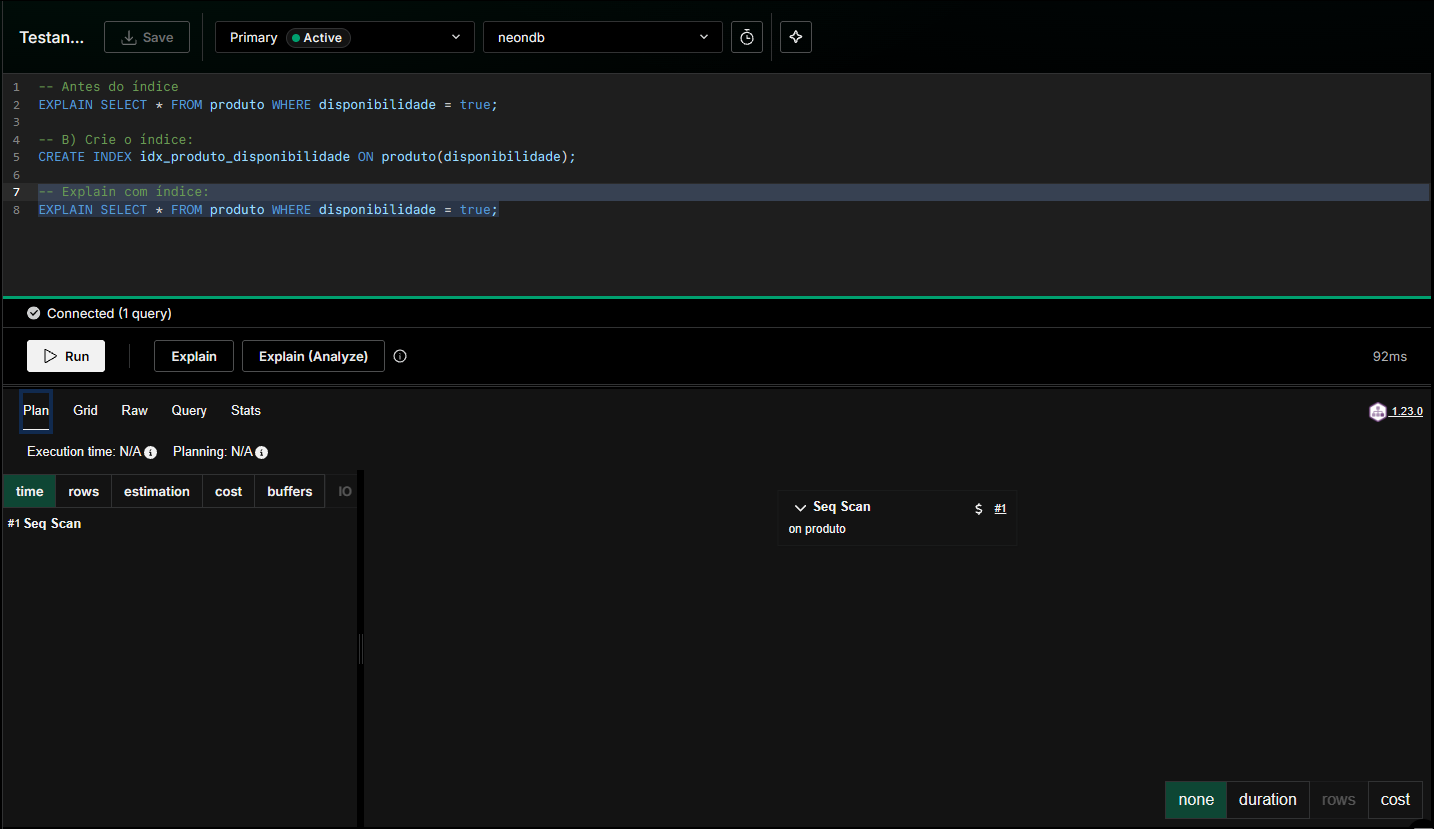 Testan... Save Primary Active neondb
1 -- Antes do índice
2 EXPLAIN SELECT * FROM produto WHERE disponibilidade = true;
3
4 -- B) Crie o índice:
5 CREATE INDEX idx_produto_disponibilidade ON produto(disponibilidade);
6
7 -- Explain com índice:
8 EXPLAIN SELECT * FROM produto WHERE disponibilidade = true;
Connected (1 query)
Run Explain Explain (Analyze) 92ms
Plan Grid Raw Query Stats 1.23.0
Execution time: N/A Planning: N/A
time rows estimation cost buffers IO
#1 Seq Scan
Seq Scan $ #1
on produto
none duration rows cost